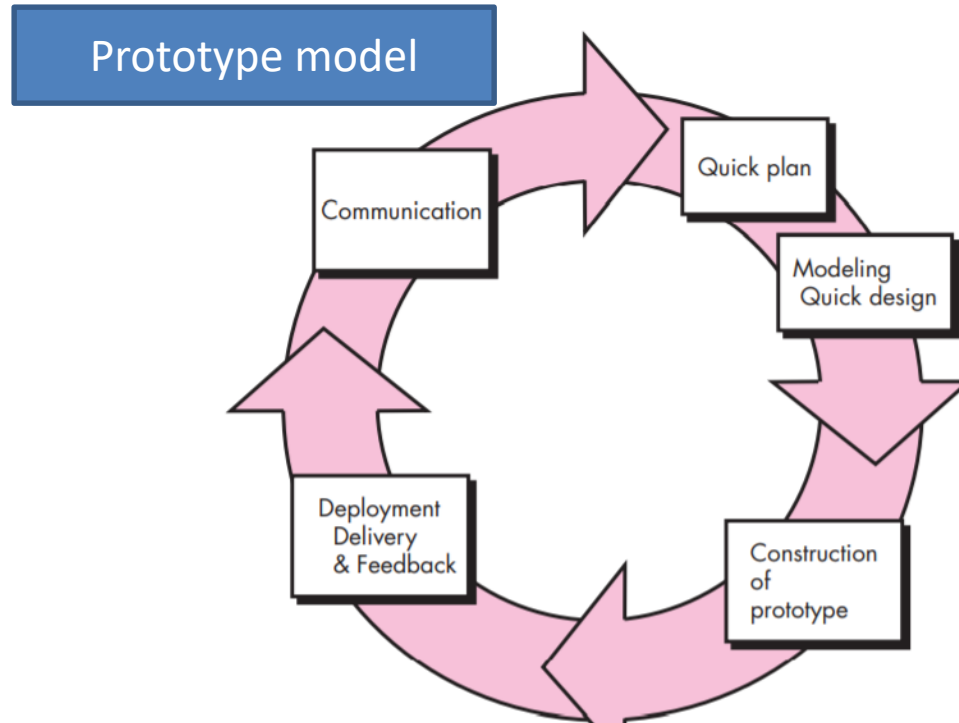 Prototype model
Communication
Quick plan
Modeling
Quick design
Construction
of
prototype
Deployment
Delivery
& Feedback